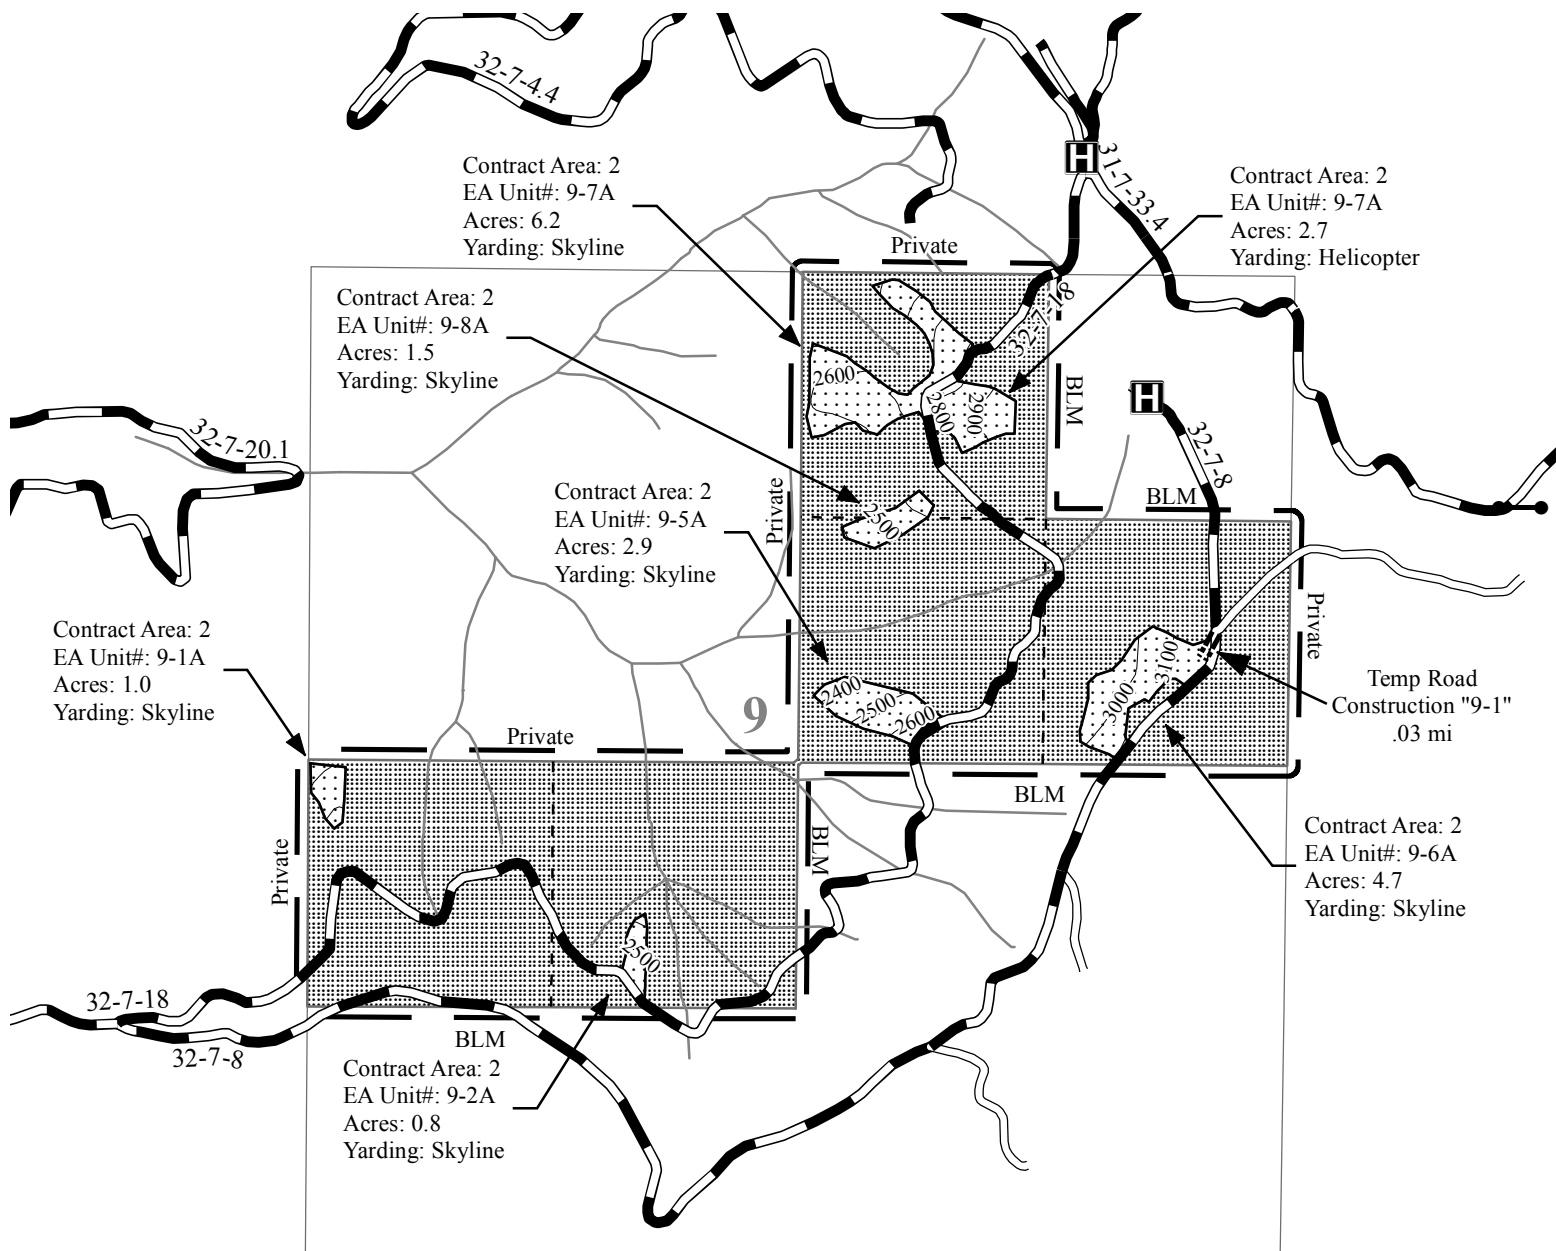 32-7-4.4
H
31-7-33.4
Contract Area: 2
EA Unit#: 9-7A
Acres: 6.2
Yarding: Skyline
Contract Area: 2
EA Unit#: 9-7A
Acres: 2.7
Yarding: Helicopter
Private
Contract Area: 2
EA Unit#: 9-8A
Acres: 1.5
Yarding: Skyline
32-7-18
2600
2800
2900
BLM
H
32-7-8
32-7-20.1
Private
BLM
Contract Area: 2
EA Unit#: 9-5A
Acres: 2.9
Yarding: Skyline
2500
Private
Contract Area: 2
EA Unit#: 9-1A
Acres: 1.0
Yarding: Skyline
2400
2500
2600
3000
3100
Temp Road
Construction "9-1"
.03 mi
9
Private
BLM
BLM
Private
Contract Area: 2
EA Unit#: 9-6A
Acres: 4.7
Yarding: Skyline
2500
32-7-18
32-7-8
BLM
Contract Area: 2
EA Unit#: 9-2A
Acres: 0.8
Yarding: Skyline